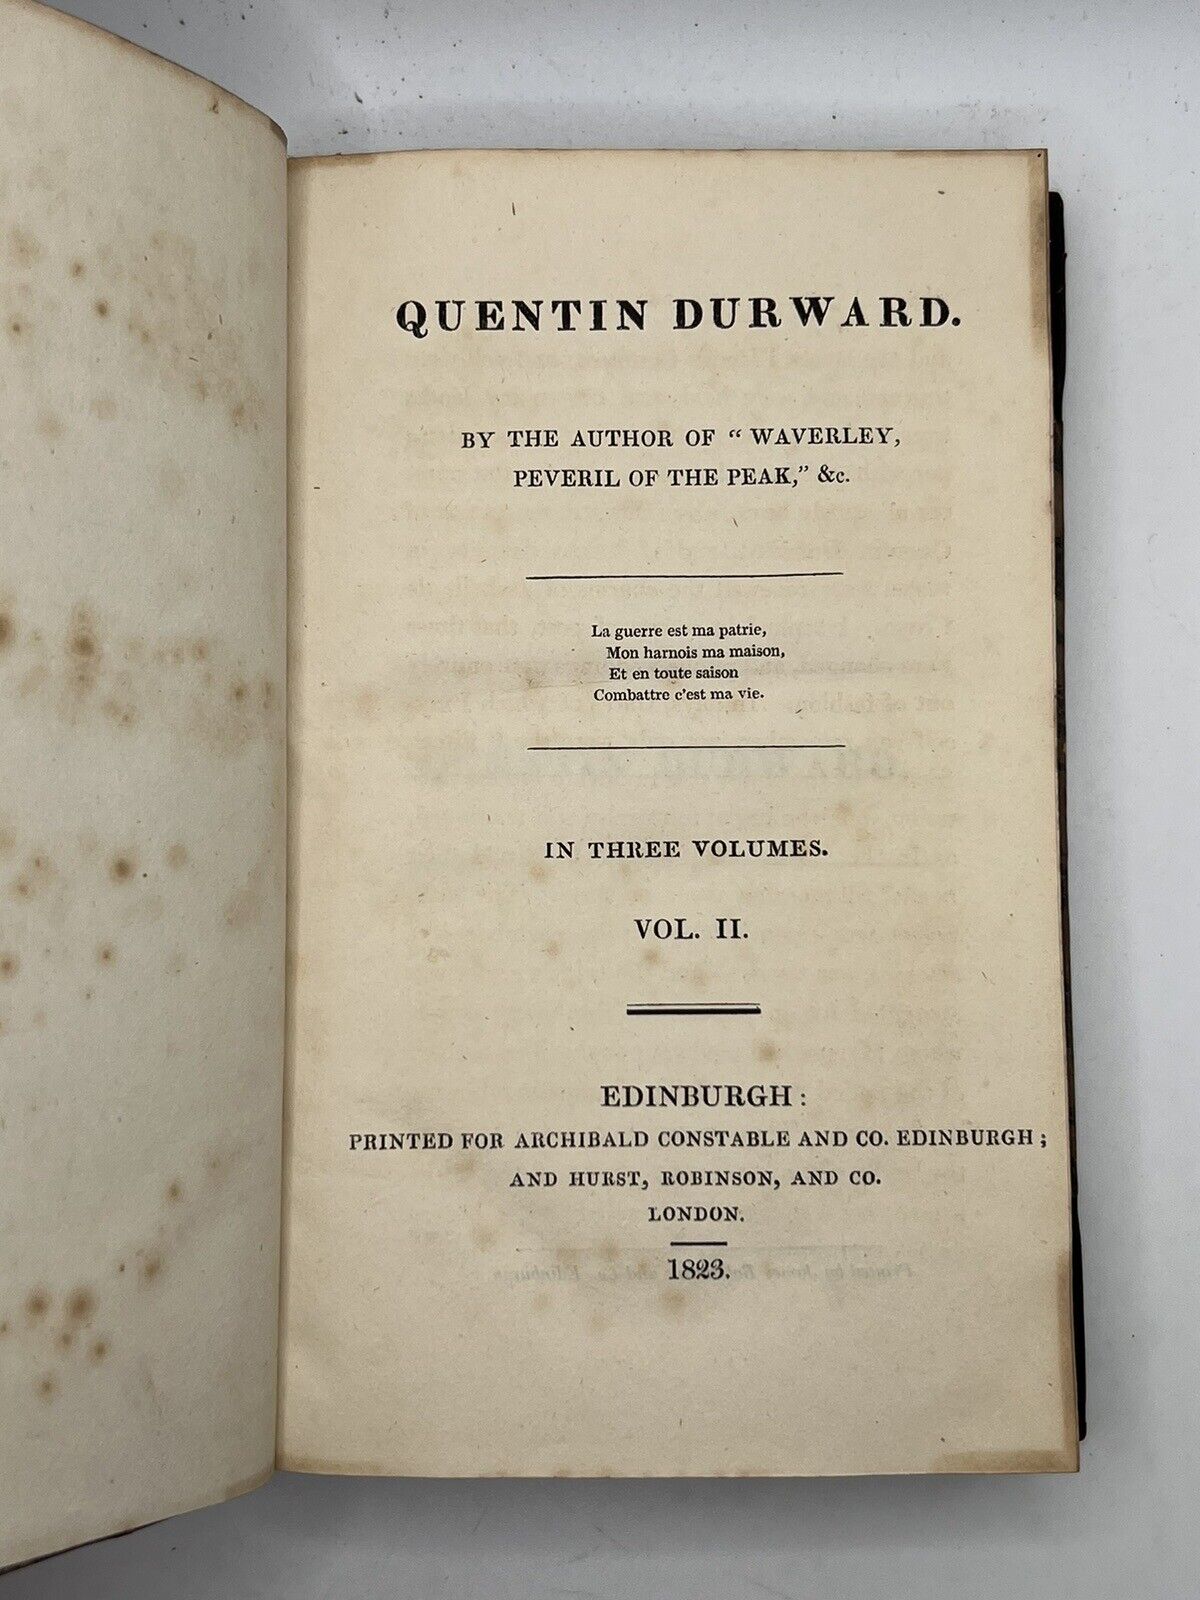 QUENTIN DURWARD.
BY THE AUTHOR OF “ WAVERLEY,
PEVERIL OF THE PEAK,” &c.
La guerre est ma patrie,
Mon harnois ma maison,
Et en toute saison
Combattre c’est ma vie.
IN THREE VOLUMES.
VOL. II.
EDINBURGH:
PRINTED FOR ARCHIBALD CONSTABLE AND CO. EDINBURGH;
AND HURST, ROBINSON, AND CO.
LONDON.
1823.